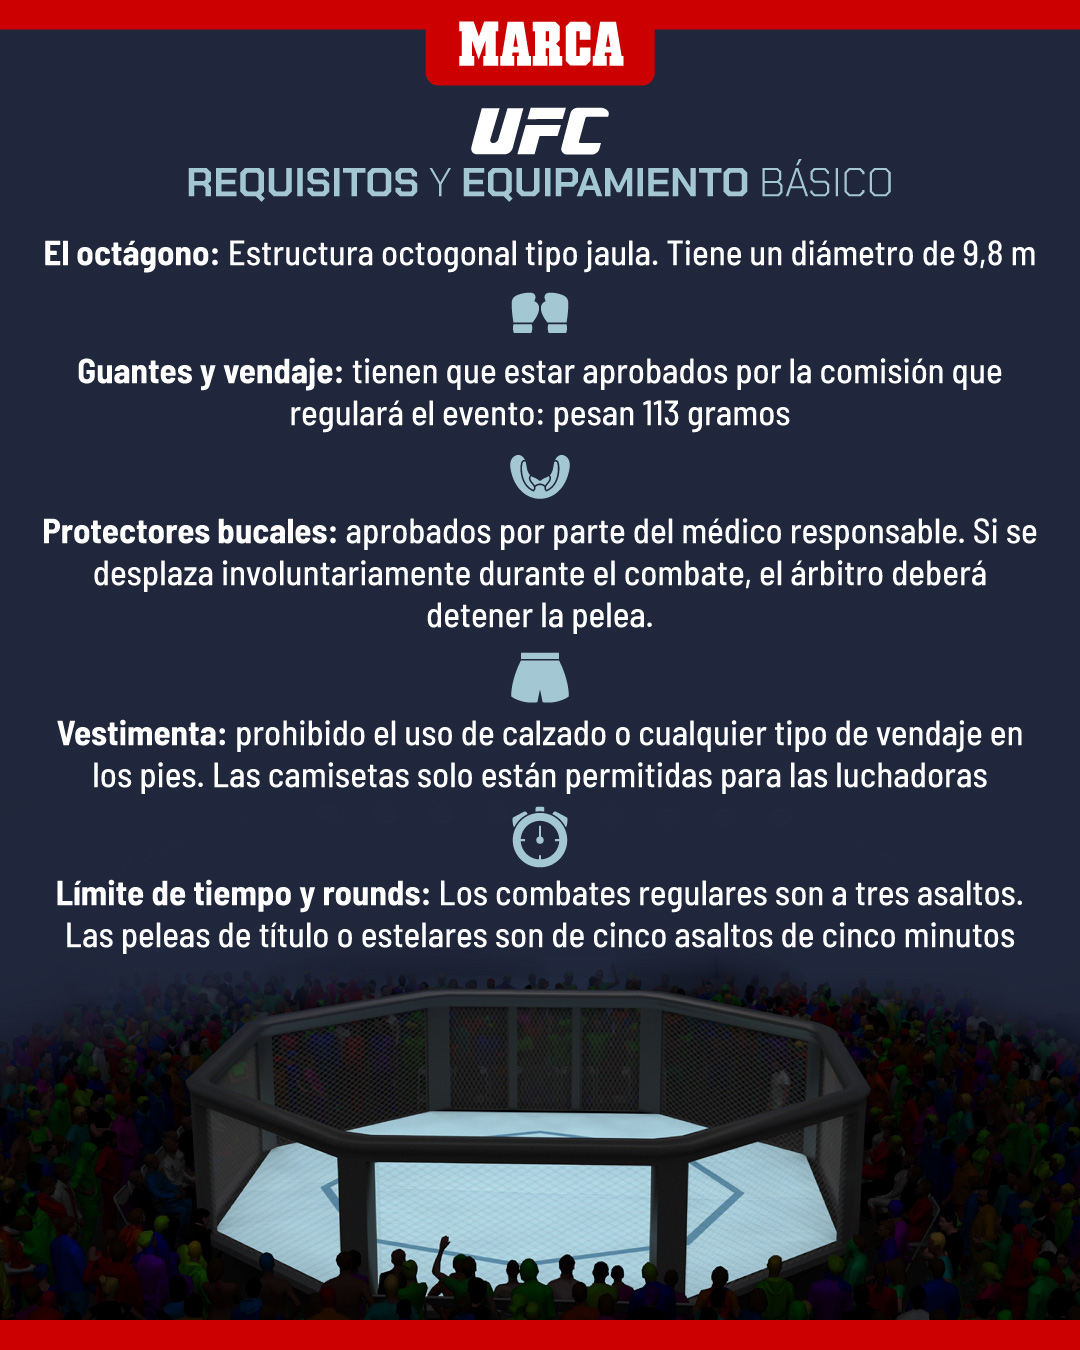 MARCA
UFC
REQUISITOS Y EQUIPAMIENTO BÁSICO
El octágono: Estructura octogonal tipo jaula. Tiene un diámetro de 9,8 m
Guantes y vendaje: tienen que estar aprobados por la comisión que
regulará el evento: pesan 113 gramos
Protectores bucales: aprobados por parte del médico responsable. Si se
desplaza involuntariamente durante el combate, el árbitro deberá
detener la pelea.
Vestimenta: prohibido el uso de calzado o cualquier tipo de vendaje en
los pies. Las camisetas solo están permitidas para las luchadoras
Límite de tiempo y rounds: Los combates regulares son a tres asaltos.
Las peleas de título o estelares son de cinco asaltos de cinco minutos